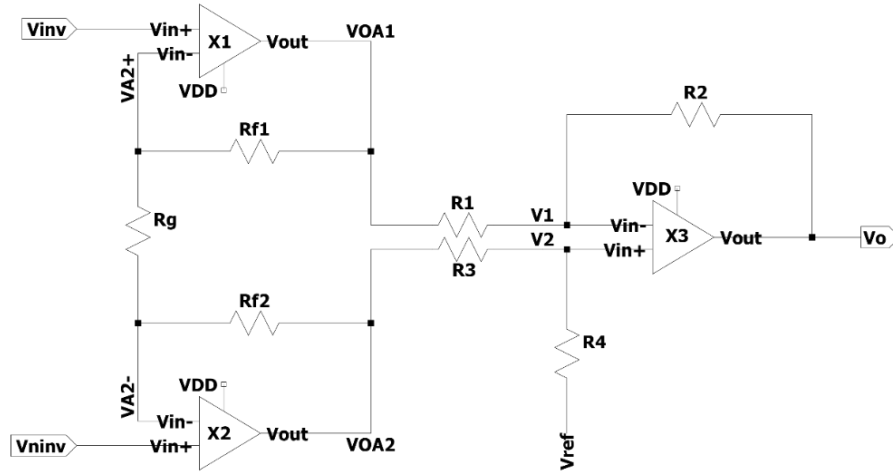 Vinv
Vin+
X1
Vin-
Vout
VOA1
VDD
VA2+
Rf1
R2
Rg
R1
V1
VDD
Vin-
X3
Vout
Vo
V2
Vin+
R3
Rf2
R4
VA2-
VDD
Vin-
X2
Vout
VOA2
Vninv
Vin+
Vref